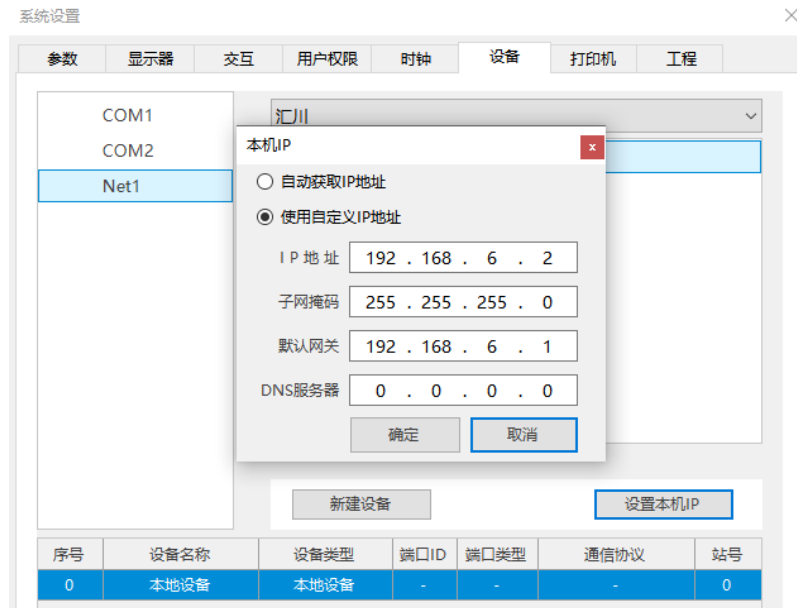 系统设置
参数 显示器 交互 用户权限 时钟 设备 打印机 工程
COM1
COM2
Net1
汇川
本机IP
x
自动获取IP地址
使用自定义IP地址
IP地址 192 . 168 . 6 . 2
子网掩码 255 . 255 . 255 . 0
默认网关 192 . 168 . 6 . 1
DNS服务器 0 . 0 . 0 . 0
确定 取消
新建设备 设置本机IP
序号 设备名称 设备类型 端口ID 端口类型 通信协议 站号
0 本地设备 本地设备 - - - 0